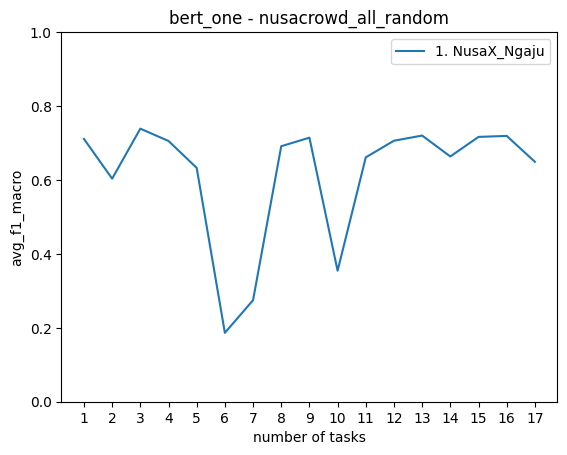 bert_one - nusacrowd_all_random
1. NusaX_Ngaju
avg_f1_macro
1.0
0.8
0.6
0.4
0.2
0.0
1 2 3 4 5 6 7 8 9 10 11 12 13 14 15 16 17
number of tasks